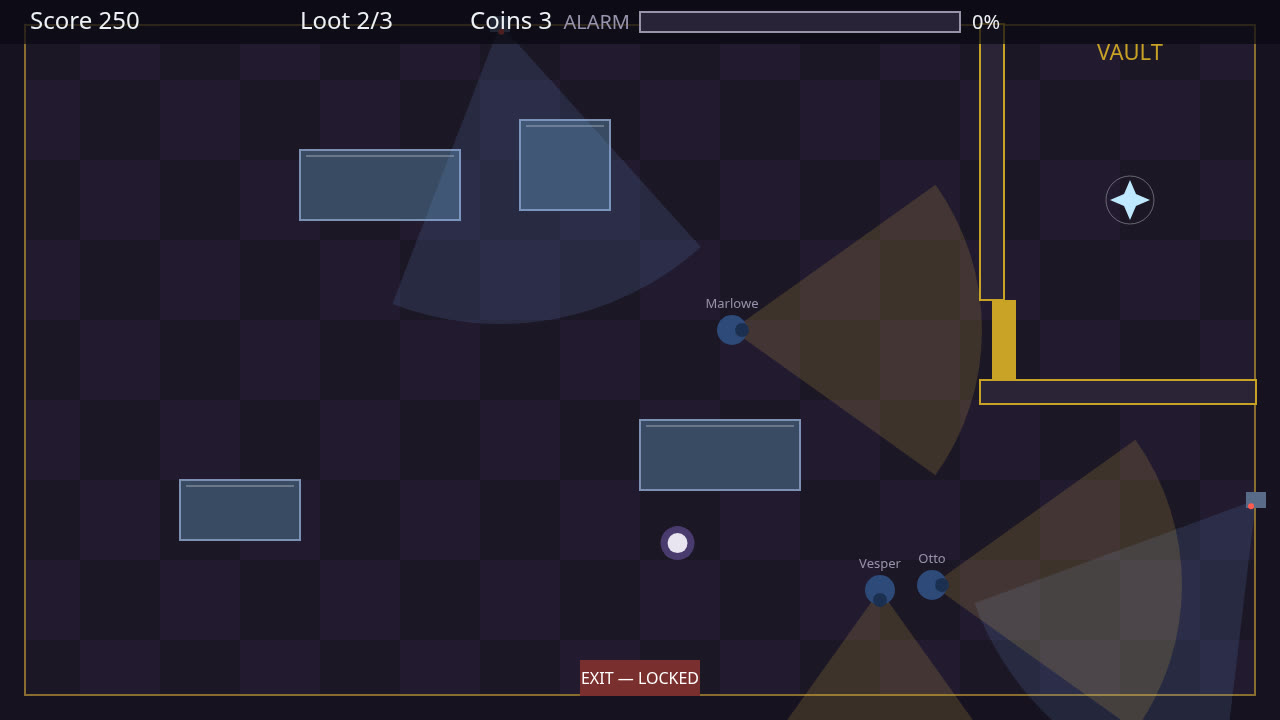 Score 250
Loot 2/3
Coins 3
ALARM
0%
VAULT
Marlowe
Vesper
Otto
EXIT — LOCKED